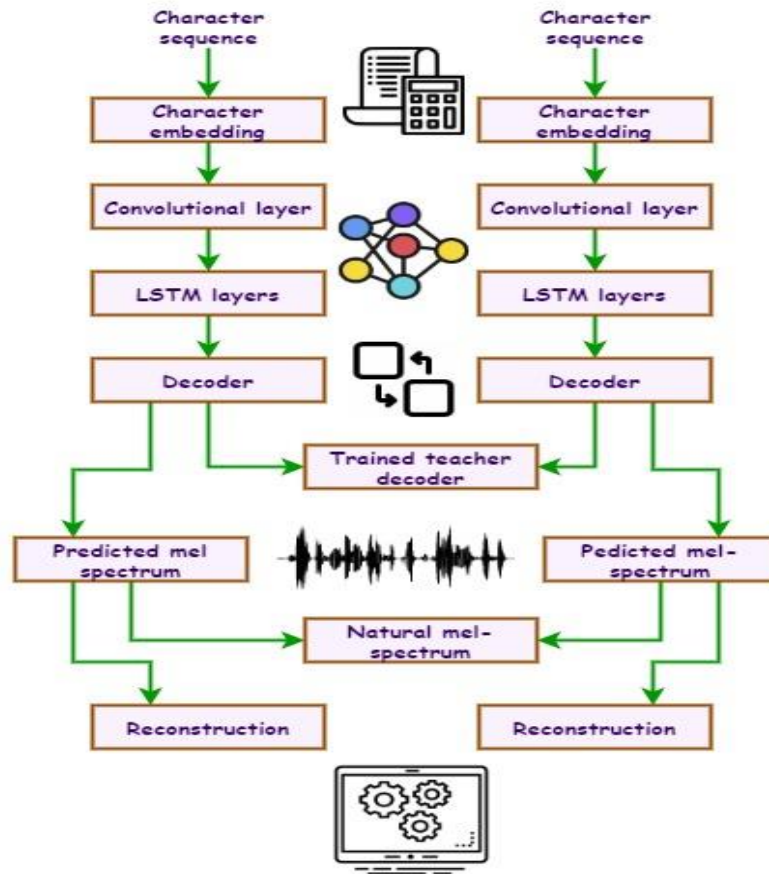 Character
sequence
Character
sequence
Character
embedding
Character
embedding
Convolutional layer
Convolutional layer
LSTM layers
LSTM layers
Decoder
Decoder
Trained teacher
decoder
Predicted mel
spectrum
Pedicted mel-
spectrum
Natural mel-
spectrum
Reconstruction
Reconstruction